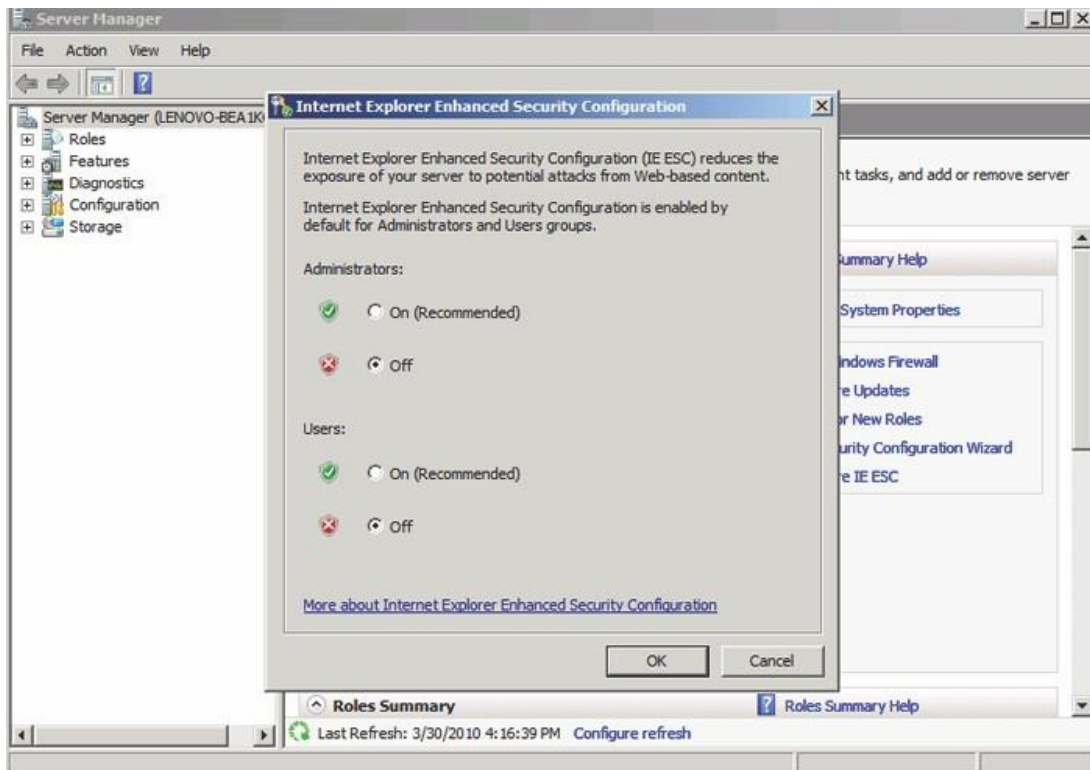 Server Manager
File Action View Help
Server Manager (LENOVO-BEA1K
Roles
Features
Diagnostics
Configuration
Storage
Internet Explorer Enhanced Security Configuration
Internet Explorer Enhanced Security Configuration (IE ESC) reduces the
exposure of your server to potential attacks from Web-based content.
Internet Explorer Enhanced Security Configuration is enabled by
default for Administrators and Users groups.
Administrators:
On (Recommended)
Off
Users:
On (Recommended)
Off
More about Internet Explorer Enhanced Security Configuration
OK Cancel
nt tasks, and add or remove server
ummary Help
System Properties
indows Firewall
e Updates
or New Roles
urity Configuration Wizard
e IE ESC
Roles Summary
Roles Summary Help
Last Refresh: 3/30/2010 4:16:39 PM Configure refresh